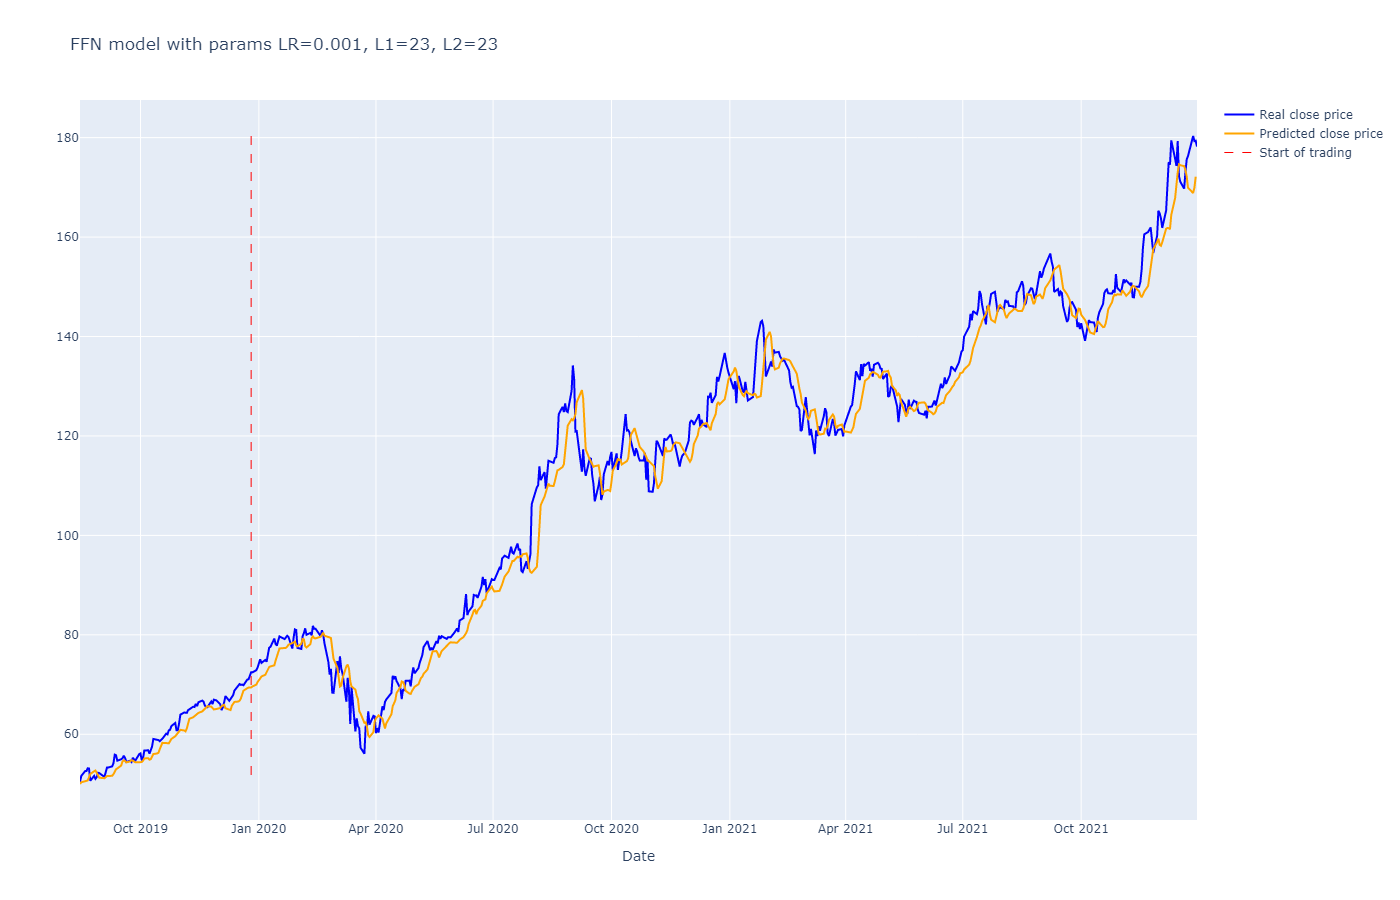 FFN model with params LR=0.001, L1=23, L2=23
Real close price
Predicted close price
Start of trading
180
160
140
120
100
80
60
Oct 2019
Jan 2020
Apr 2020
Jul 2020
Oct 2020
Jan 2021
Apr 2021
Jul 2021
Oct 2021
Date